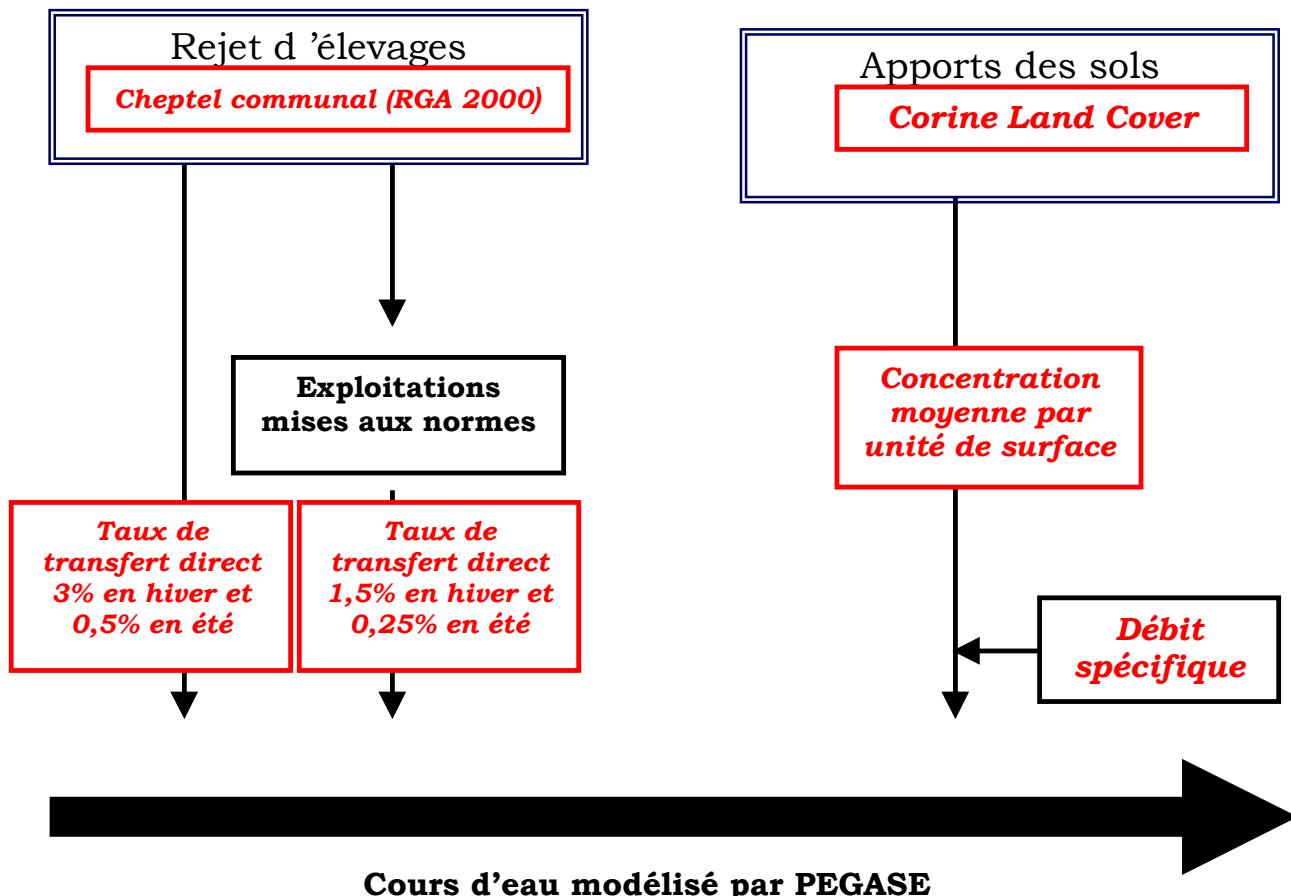 Rejet d ’élevages
Cheptel communal (RGA 2000)
Apports des sols
Corine Land Cover
Exploitations
mises aux normes
Concentration
moyenne par
unité de surface
Taux de
transfert direct
3% en hiver et
0,5% en été
Taux de
transfert direct
1,5% en hiver et
0,25% en été
Débit
spécifique
Cours d’eau modélisé par PEGASE